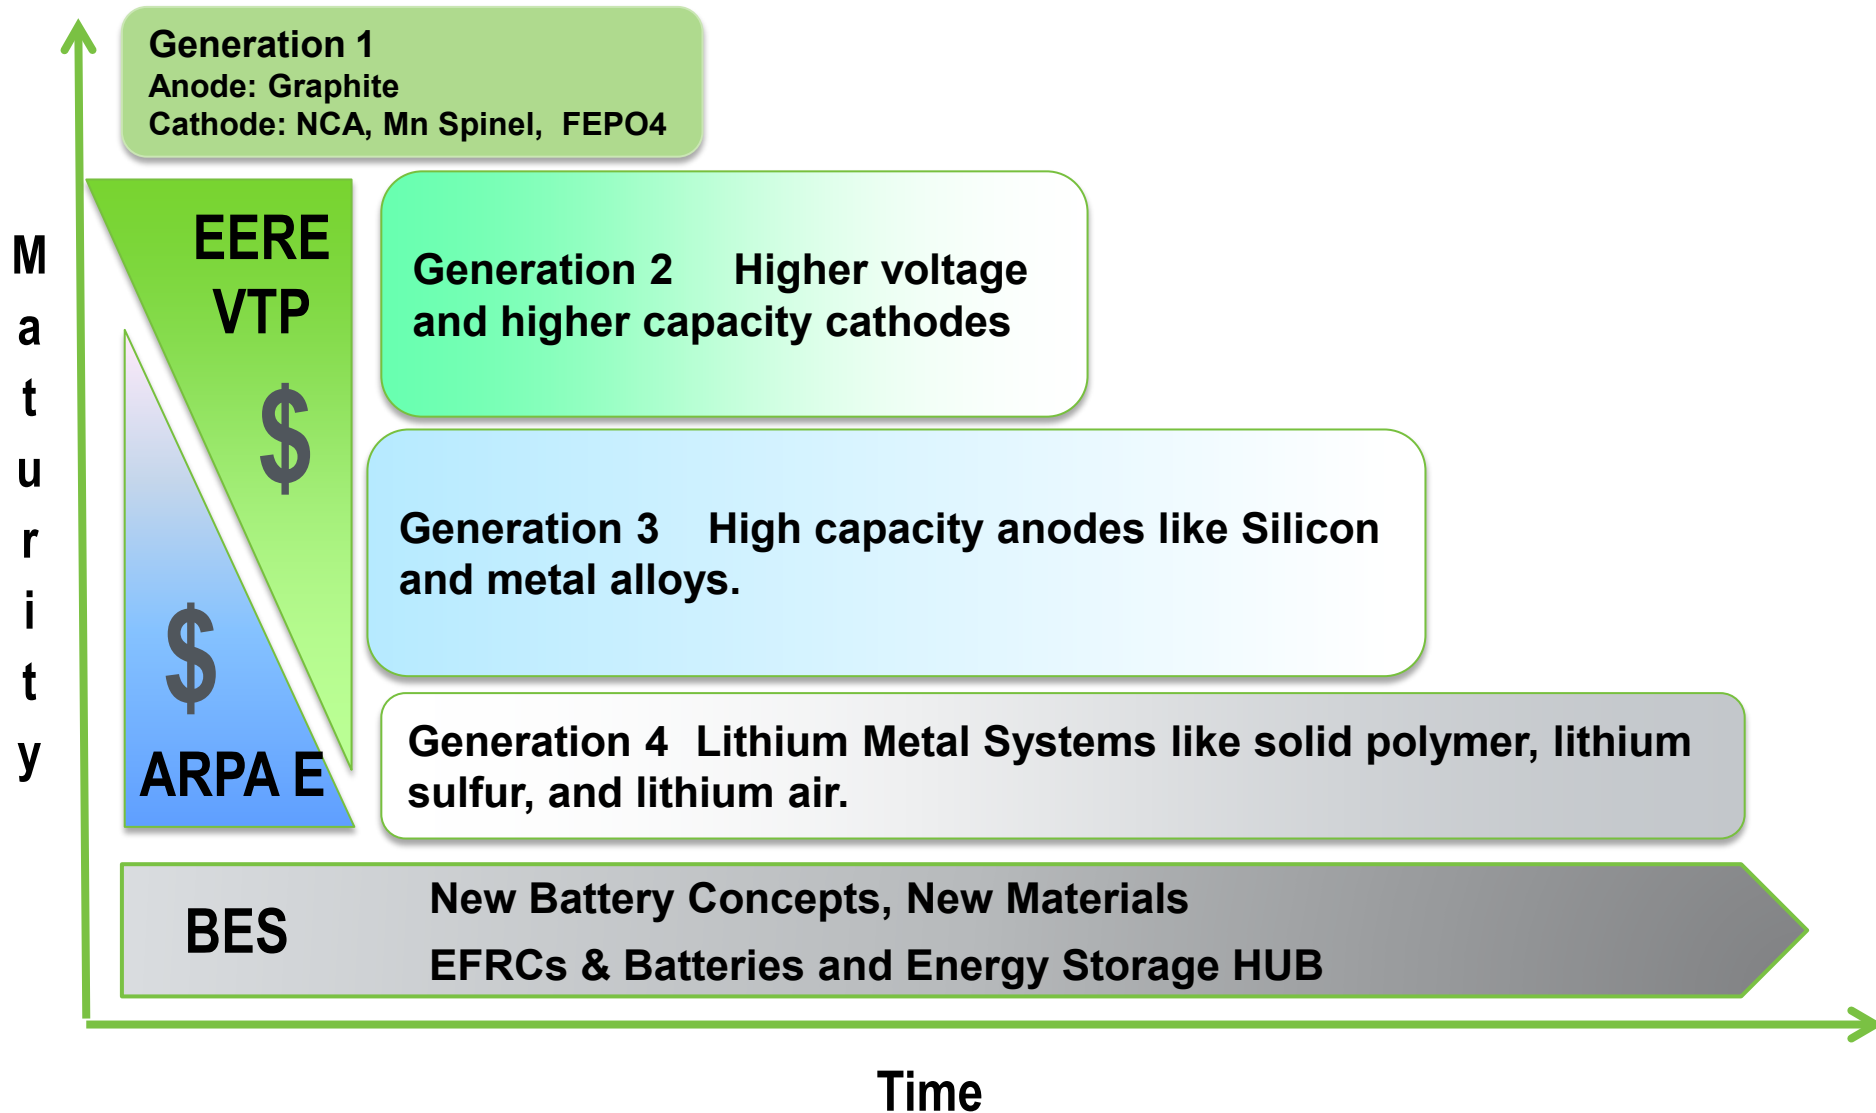 Generation 1
Anode: Graphite
Cathode: NCA, Mn Spinel, FEPO4
Maturity
EERE
VTP
$
Generation 2 Higher voltage
and higher capacity cathodes
Generation 3 High capacity anodes like Silicon
and metal alloys.
$
ARPA E
Generation 4 Lithium Metal Systems like solid polymer, lithium
sulfur, and lithium air.
BES
New Battery Concepts, New Materials
EFRCs & Batteries and Energy Storage HUB
Time